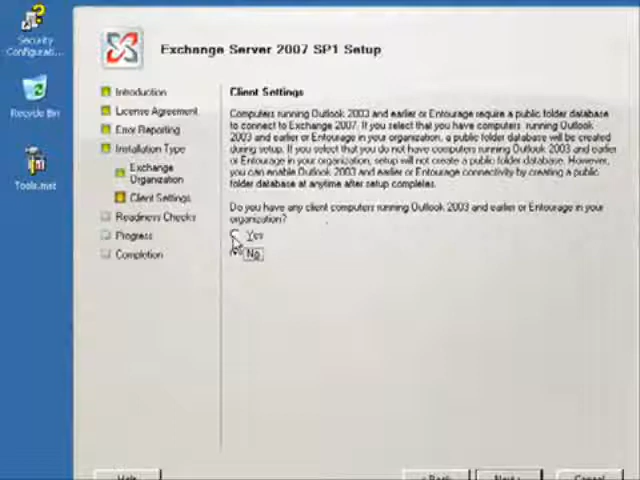 Security
Configurati...
Recycle Bin
Tools.msc
Exchange Server 2007 SP1 Setup
Introduction
License Agreement
Error Reporting
Installation Type
Exchange
Organization
Client Settings
Readiness Checks
Progress
Completion
Client Settings
Computers running Outlook 2003 and earlier or Entourage require a public folder database
to connect to Exchange 2007. If you select that you have computers running Outlook
2003 and earlier or Entourage in your organization, a public folder database will be created
during setup. If you select that you do not have computers running Outlook 2003 and earlier
or Entourage in your organization, setup will not create a public folder database. However,
you can enable Outlook 2003 and earlier or Entourage connectivity by creating a public
folder database at anytime after setup completes.
Do you have any client computers running Outlook 2003 and earlier or Entourage in your
organization?
Yes
No
Help
< Back
Next >
Cancel